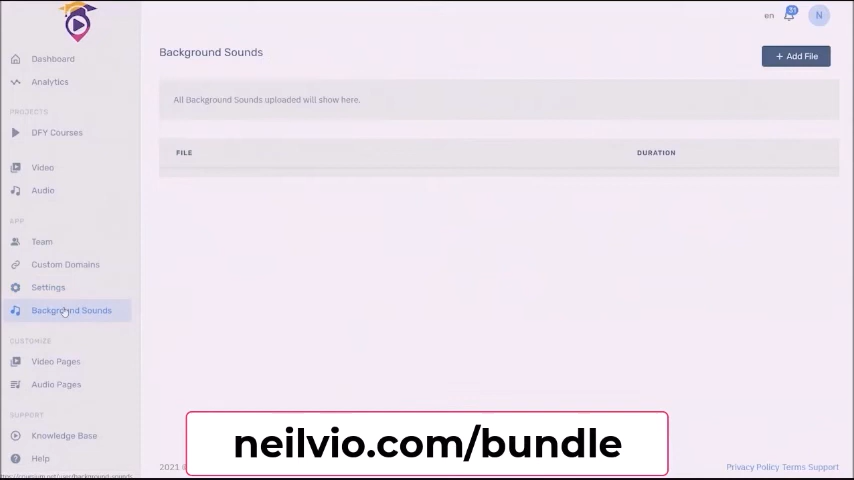 en
31
N
Dashboard
Analytics
PROJECTS
DFY Courses
Video
Audio
APP
Team
Custom Domains
Settings
Background Sounds
CUSTOMIZE
Video Pages
Audio Pages
SUPPORT
Knowledge Base
Help
Background Sounds
+ Add File
All Background Sounds uploaded will show here.
FILE DURATION
neilvio.com/bundle
2021
Privacy Policy Terms Support